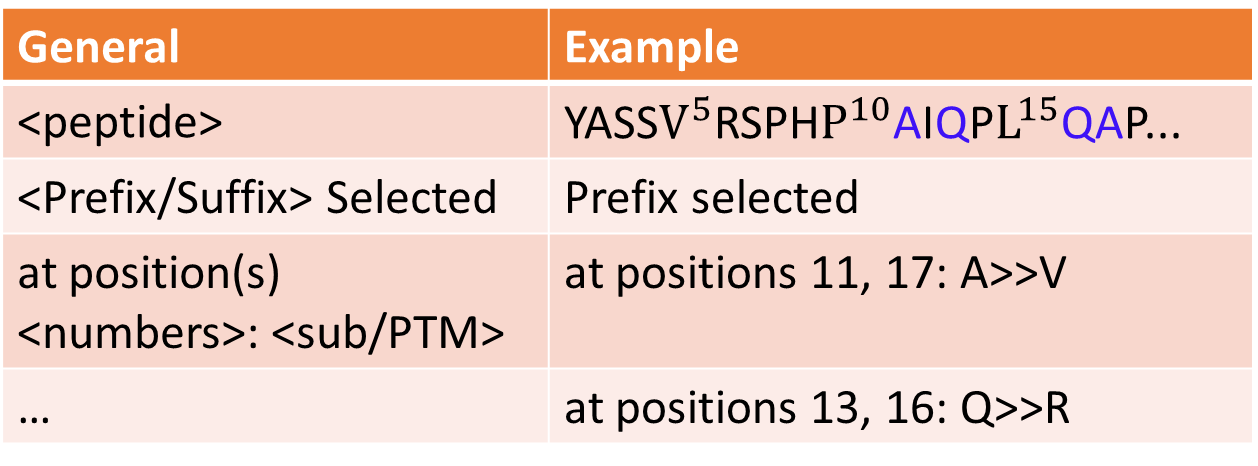 General Example
<peptide> YASSV⁵RSPHP¹⁰AIQPL¹⁵QAP...
<Prefix/Suffix> Selected Prefix selected
at position(s) at positions 11, 17: A>>V
<numbers>: <sub/PTM>
... at positions 13, 16: Q>>R